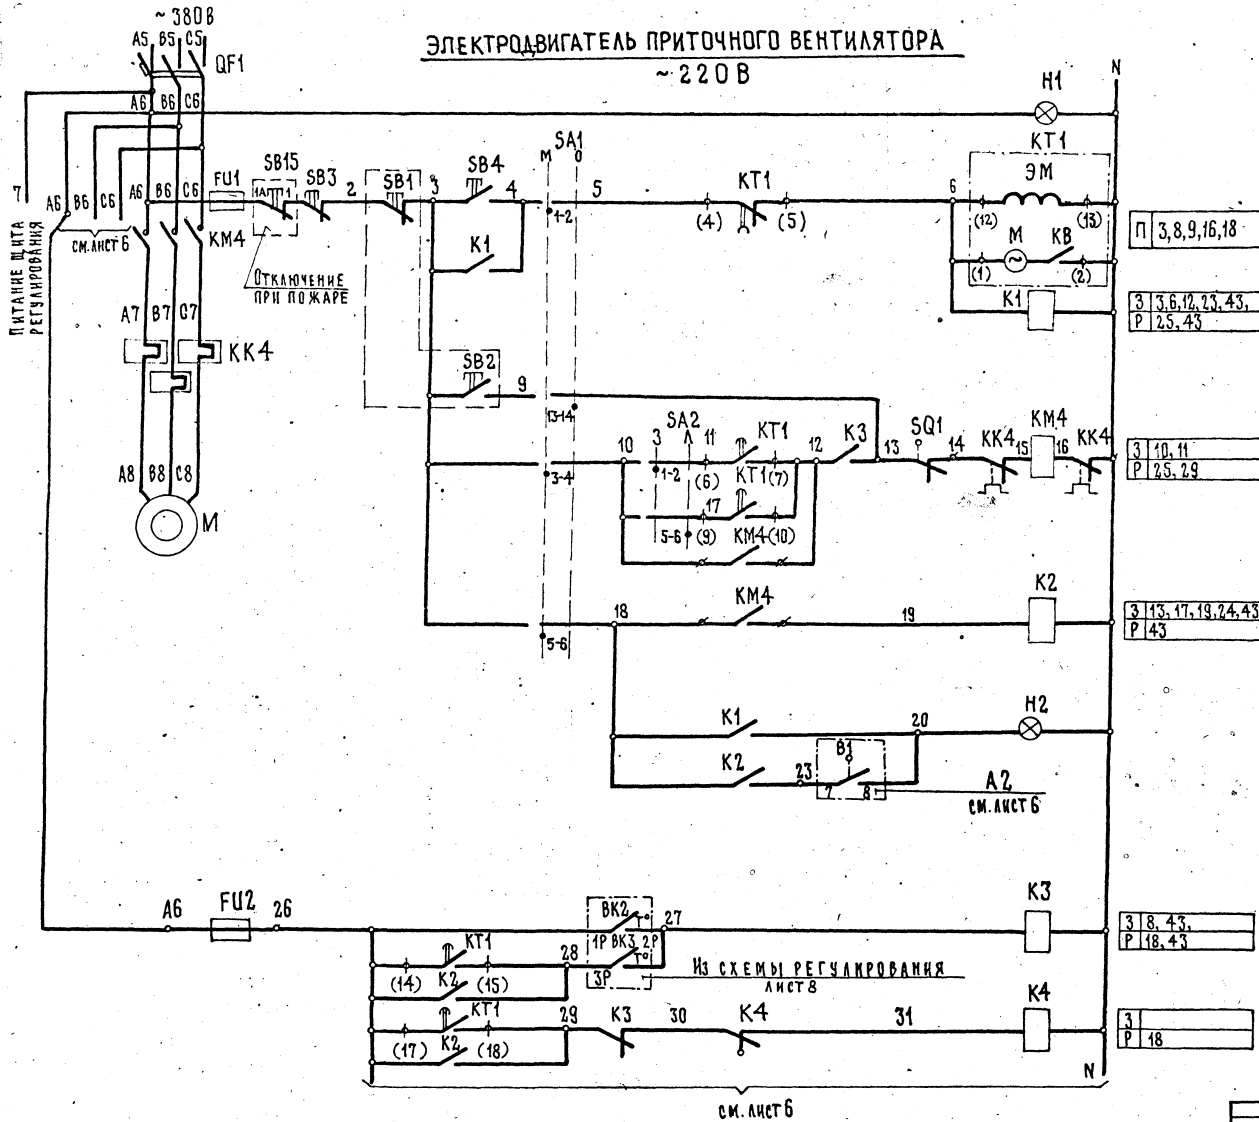 ~ 380В
А5 В5 С5
QF1
ЭЛЕКТРОДВИГАТЕЛЬ ПРИТОЧНОГО ВЕНТИЛЯТОРА
~ 220В
N
А6 В6 С6
Н1
КТ1
ЭМ
(12) (13)
М КВ
(1) (2)
К1
7
ПИТАНИЕ ЩИТА
РЕГУЛИРОВАНИЯ
А6 В6 С6
А6 В6 С6
см. лист 6
КМ4
FU1
SB15
1А 1
SB3
2
SB1
3
SB4
4
К1
SA1
М О
1-2
5
КТ1
(4) (5)
6
П 3,8,9,16,18
З 3,6,12,23,43,
Р 25,43
ОТКЛЮЧЕНИЕ
ПРИ ПОЖАРЕ
А7 В7 С7
КК4
SB2
9
13-14
А8 В8 С8
М
3-4
10
SA2
3
1-2
11
КТ1
(6) (7)
12
К3
13
SQ1
14
КК4
15
КМ4
16
КК4
З 10,11
Р 25,29
17
КТ1
5-6
(9) (10)
КМ4
5-6
18
КМ4
19
К2
З 13,17,19,24,43
Р 43
К1
20
Н2
К2
23
В1
7 8
А2
см. лист 6
А6
FU2
26
ВК2
27
1Р ВК3 2Р
3Р
К3
З 8,43,
Р 18,43
КТ1
(14) (15)
28
К2
ИЗ СХЕМЫ РЕГУЛИРОВАНИЯ
ЛИСТ 8
КТ1
(17) (18)
29
К2
К3
30
К4
31
К4
З
Р 18
N
см. лист 6